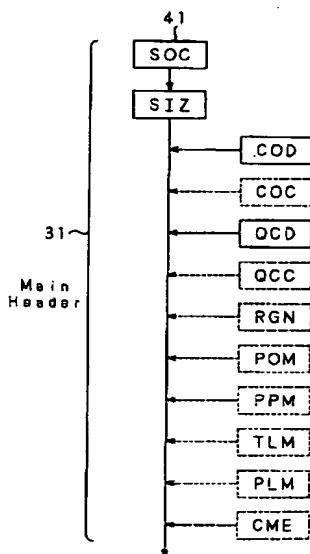 41
SOC
SIZ
COD
COC
31
QCD
QCC
Main
Header
RGN
POM
PPM
TLM
PLM
CME